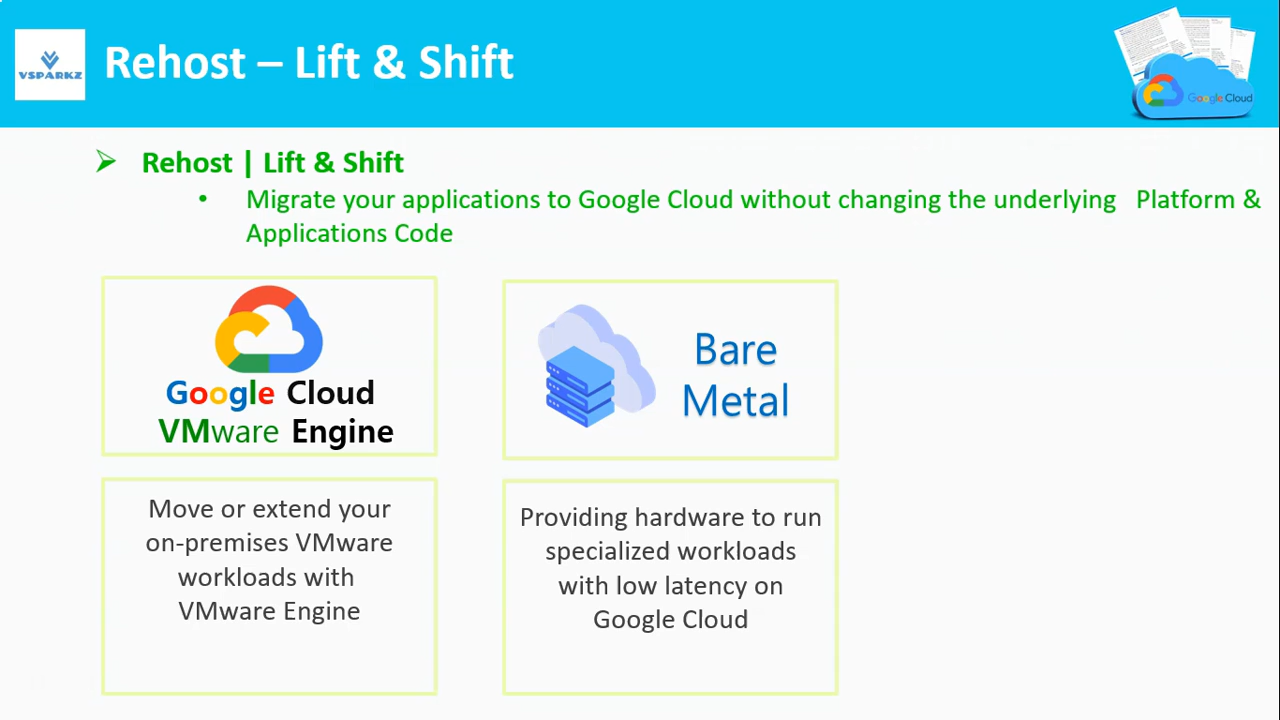 VSPARKZ
Rehost – Lift & Shift
Google Cloud
Rehost | Lift & Shift
Migrate your applications to Google Cloud without changing the underlying Platform &
Applications Code
Google Cloud
VMware Engine
Bare
Metal
Move or extend your
on-premises VMware
workloads with
VMware Engine
Providing hardware to run
specialized workloads
with low latency on
Google Cloud